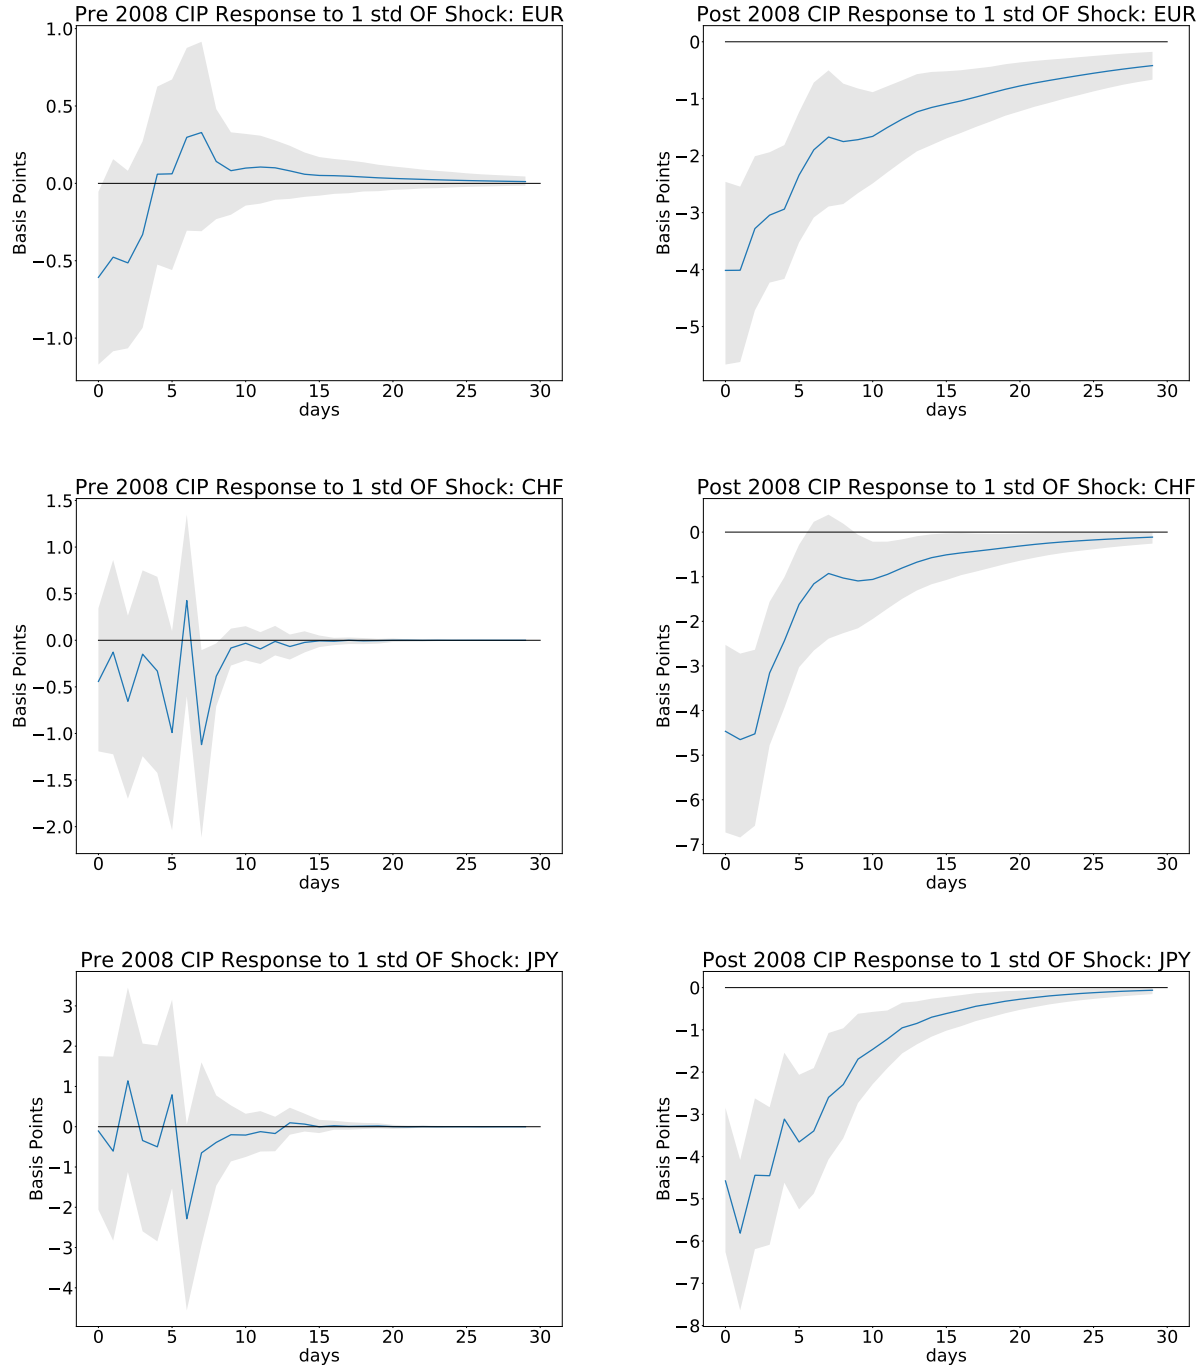 Pre 2008 CIP Response to 1 std OF Shock: EUR
1.0
0.5
0.0
−0.5
−1.0
Basis Points
0 5 10 15 20 25 30
days
Post 2008 CIP Response to 1 std OF Shock: EUR
0
−1
−2
−3
−4
−5
Basis Points
0 5 10 15 20 25 30
days
Pre 2008 CIP Response to 1 std OF Shock: CHF
1.5
1.0
0.5
0.0
−0.5
−1.0
−1.5
−2.0
Basis Points
0 5 10 15 20 25 30
days
Post 2008 CIP Response to 1 std OF Shock: CHF
0
−1
−2
−3
−4
−5
−6
−7
Basis Points
0 5 10 15 20 25 30
days
Pre 2008 CIP Response to 1 std OF Shock: JPY
3
2
1
0
−1
−2
−3
−4
Basis Points
0 5 10 15 20 25 30
days
Post 2008 CIP Response to 1 std OF Shock: JPY
0
−1
−2
−3
−4
−5
−6
−7
−8
Basis Points
0 5 10 15 20 25 30
days